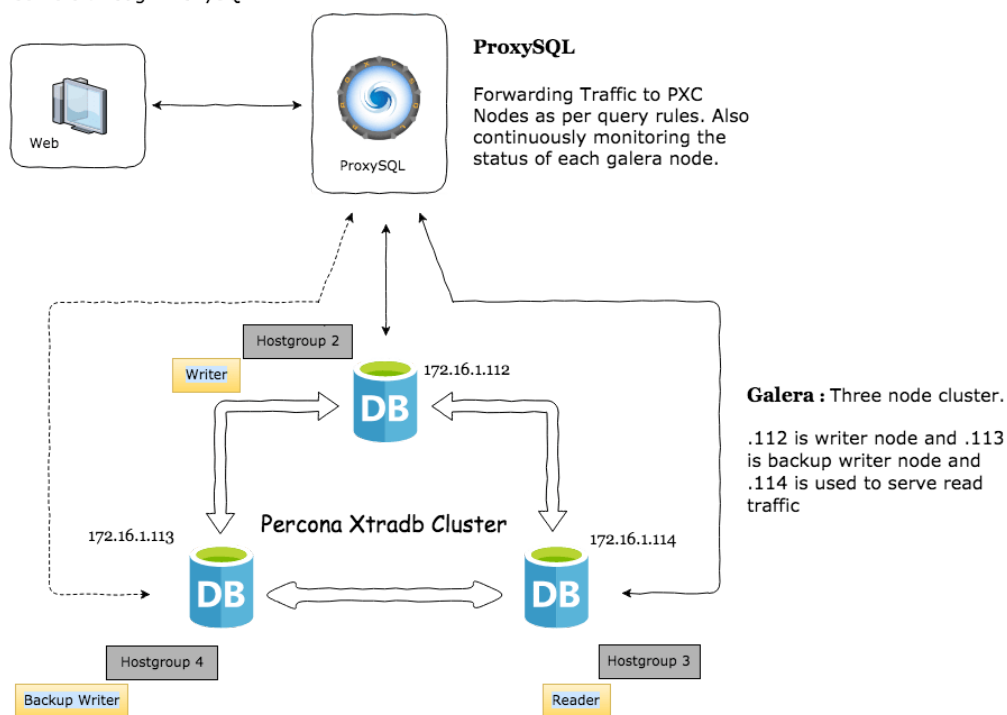 ProxySQL
Forwarding Traffic to PXC
Nodes as per query rules. Also
continuously monitoring the
status of each galera node.
Web
ProxySQL
Hostgroup 2
Writer
172.16.1.112
DB
Galera : Three node cluster.
.112 is writer node and .113
is backup writer node and
.114 is used to serve read
traffic
Percona Xtradb Cluster
172.16.1.113
172.16.1.114
DB
DB
Hostgroup 4
Hostgroup 3
Backup Writer
Reader